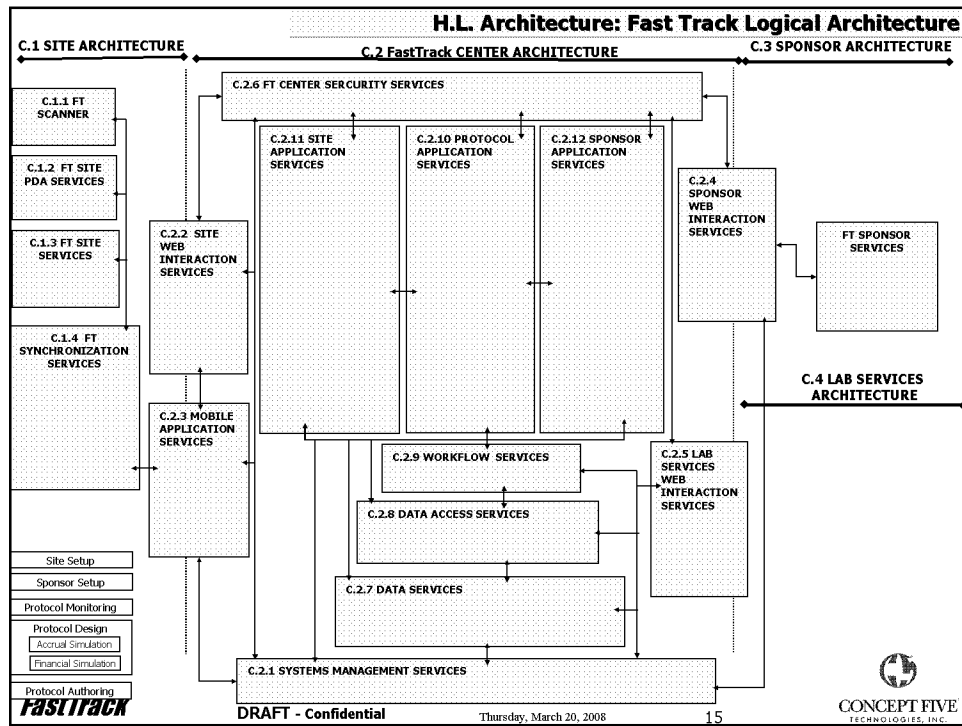 H.L. Architecture: Fast Track Logical Architecture
C.1 SITE ARCHITECTURE
C.2 FastTrack CENTER ARCHITECTURE
C.3 SPONSOR ARCHITECTURE
C.2.6 FT CENTER SERCURITY SERVICES
C.1.1 FT
SCANNER
C.1.2 FT SITE
PDA SERVICES
C.1.3 FT SITE
SERVICES
C.1.4 FT
SYNCHRONIZATION
SERVICES
C.2.2 SITE
WEB
INTERACTION
SERVICES
C.2.3 MOBILE
APPLICATION
SERVICES
C.2.11 SITE
APPLICATION
SERVICES
C.2.10 PROTOCOL
APPLICATION
SERVICES
C.2.12 SPONSOR
APPLICATION
SERVICES
C.2.4
SPONSOR
WEB
INTERACTION
SERVICES
FT SPONSOR
SERVICES
C.4 LAB SERVICES
ARCHITECTURE
C.2.9 WORKFLOW SERVICES
C.2.5 LAB
SERVICES
WEB
INTERACTION
SERVICES
C.2.8 DATA ACCESS SERVICES
C.2.7 DATA SERVICES
C.2.1 SYSTEMS MANAGEMENT SERVICES
Site Setup
Sponsor Setup
Protocol Monitoring
Protocol Design
Accrual Simulation
Financial Simulation
Protocol Authoring
FASTTRACK
DRAFT - Confidential
Thursday, March 20, 2008
15
CONCEPT FIVE
TECHNOLOGIES, INC.